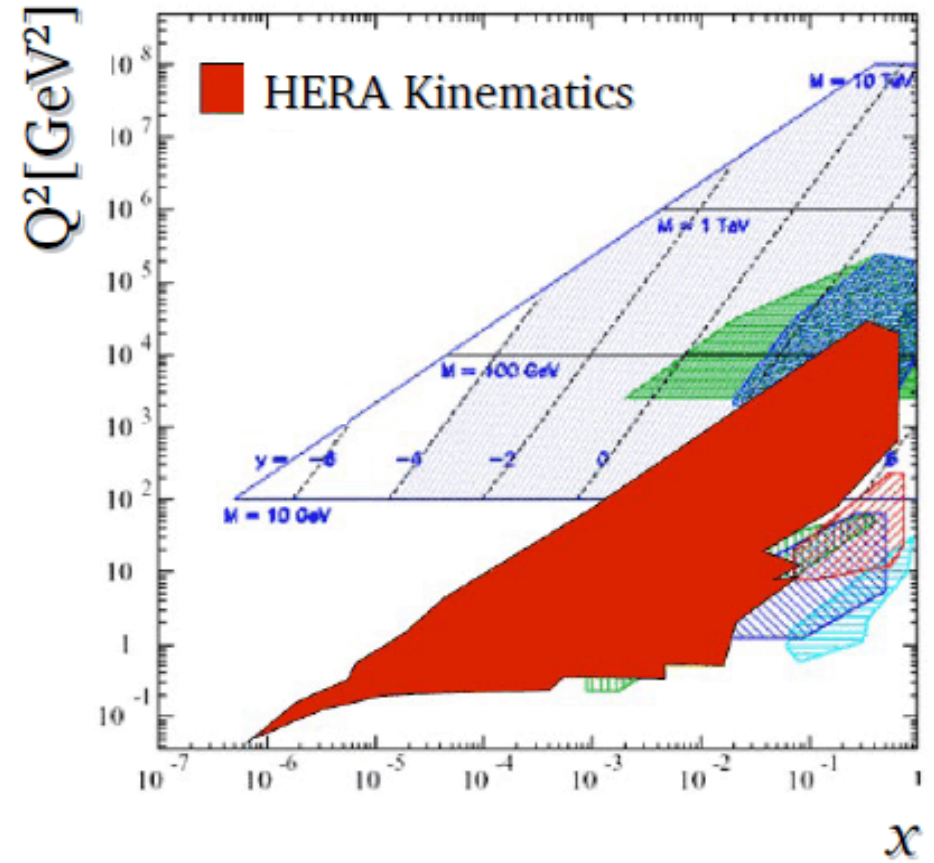 Q²[GeV²]
HERA Kinematics
10⁸
M = 10 TeV
10⁷
10⁶
M = 1 TeV
10⁵
10⁴
M = 100 GeV
10³
y = -6 -4 -2 0 6
10²
M = 10 GeV
10
1
10⁻¹
10⁻⁷ 10⁻⁶ 10⁻⁵ 10⁻⁴ 10⁻³ 10⁻² 10⁻¹ 1
x